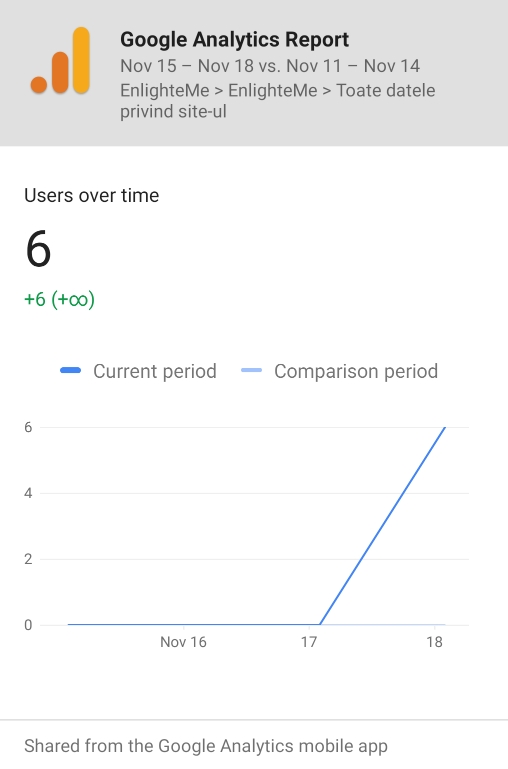 Google Analytics Report
Nov 15 – Nov 18 vs. Nov 11 – Nov 14
EnlighteMe > EnlighteMe > Toate datele
privind site-ul
Users over time
6
+6 (+∞)
Current period Comparison period
6
4
2
0
Nov 16 17 18
Shared from the Google Analytics mobile app